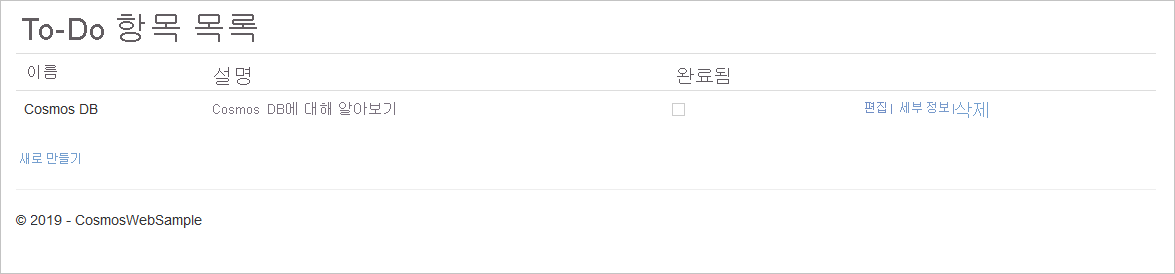 To-Do 항목 목록
이름 설명 완료됨
Cosmos DB Cosmos DB에 대해 알아보기 편집 | 세부 정보 | 삭제
새로 만들기
© 2019 - CosmosWebSample